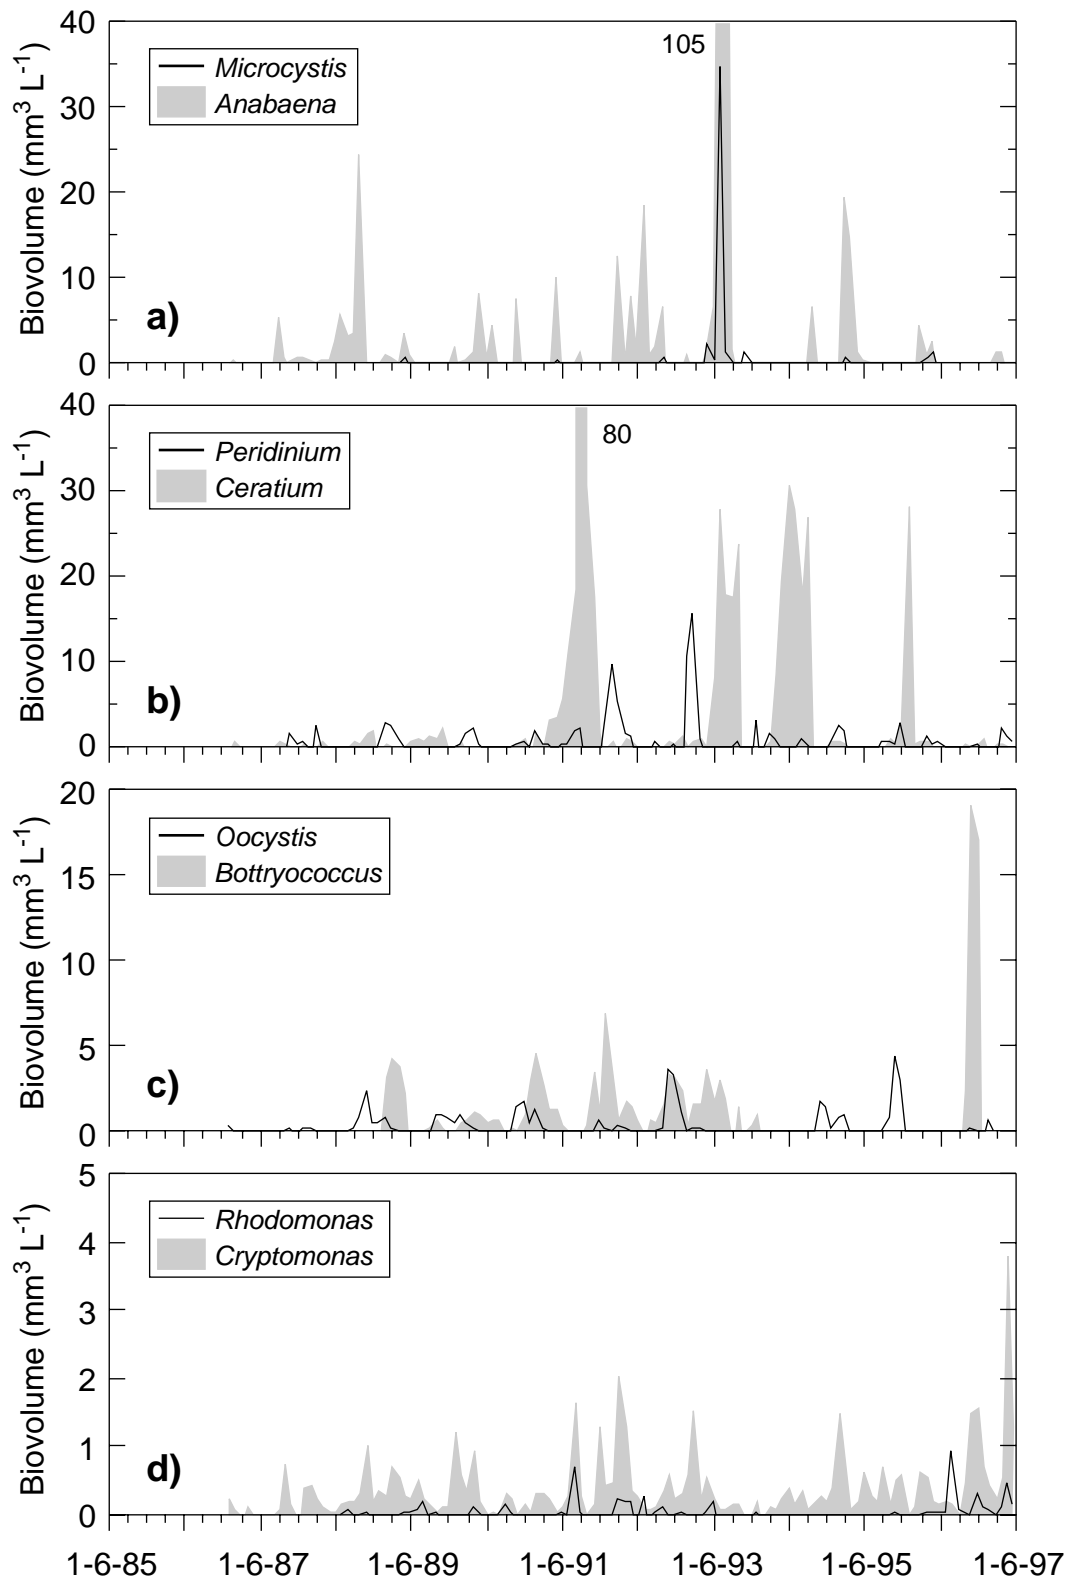 40
30
20
10
0
Biovolume (mm³ L⁻¹)
Microcystis
Anabaena
105
a)
40
30
20
10
0
Biovolume (mm³ L⁻¹)
Peridinium
Ceratium
80
b)
20
15
10
5
0
Biovolume (mm³ L⁻¹)
Oocystis
Bottryococcus
c)
5
4
3
2
1
0
Biovolume (mm³ L⁻¹)
Rhodomonas
Cryptomonas
d)
1-6-85 1-6-87 1-6-89 1-6-91 1-6-93 1-6-95 1-6-97